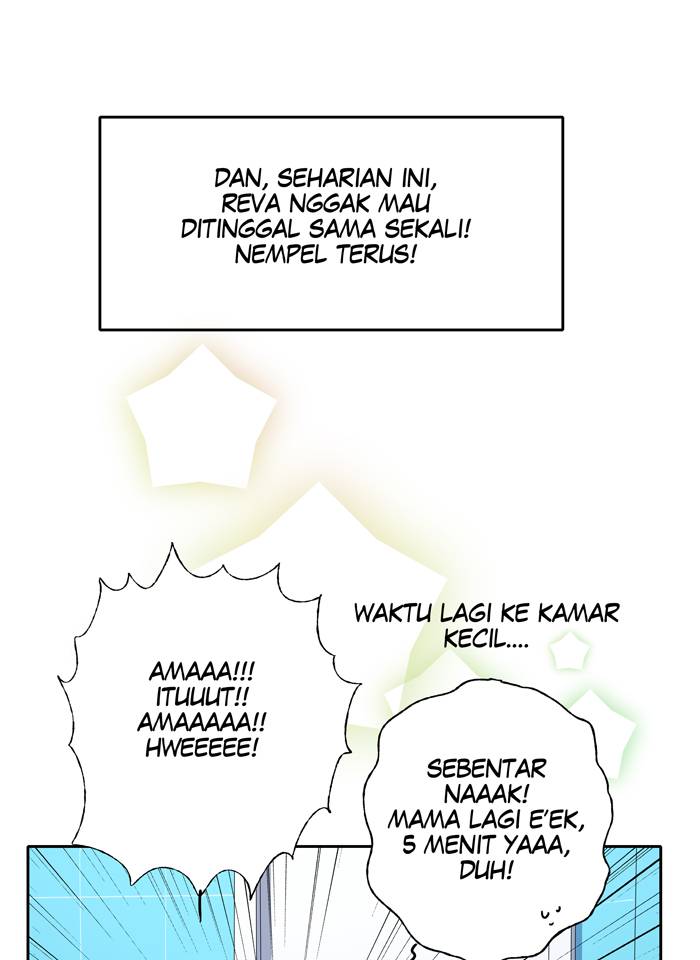 DAN, SEHARIAN INI,
REVA NGGAK MAU
DITINGGAL SAMA SEKALI!
NEMPEL TERUS!
WAKTU LAGI KE KAMAR
KECIL....
AMAAA!!!
ITUUUT!!
AMAAAAA!!
HWEEEEE!
SEBENTAR
NAAAK!
MAMA LAGI E'EK,
5 MENIT YAAA,
DUH!